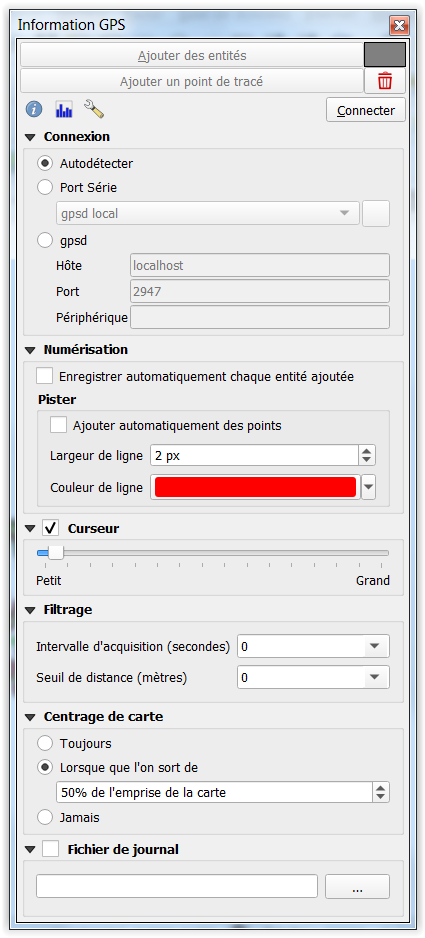 Information GPS
Ajouter des entités
Ajouter un point de tracé
Connecter
Connexion
Autodétecter
Port Série
gpsd local
gpsd
Hôte
localhost
Port
2947
Périphérique
Numérisation
Enregistrer automatiquement chaque entité ajoutée
Pister
Ajouter automatiquement des points
Largeur de ligne
2 px
Couleur de ligne
Curseur
Petit
Grand
Filtrage
Intervalle d'acquisition (secondes)
0
Seuil de distance (mètres)
0
Centrage de carte
Toujours
Lorsque que l'on sort de
50% de l'emprise de la carte
Jamais
Fichier de journal
...